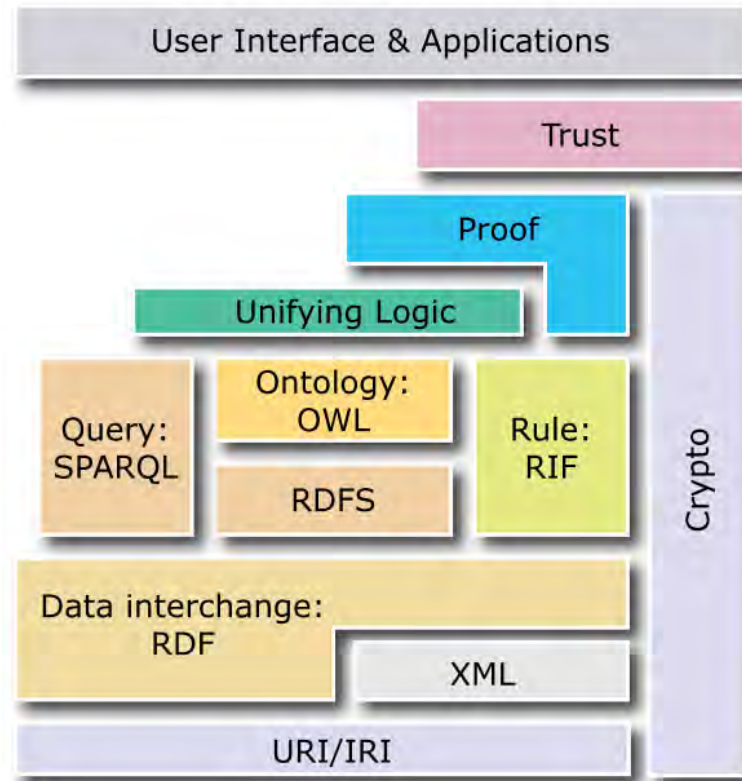 User Interface & Applications
Trust
Proof
Unifying Logic
Query:
SPARQL
Ontology:
OWL
RDFS
Rule:
RIF
Crypto
Data interchange:
RDF
XML
URI/IRI